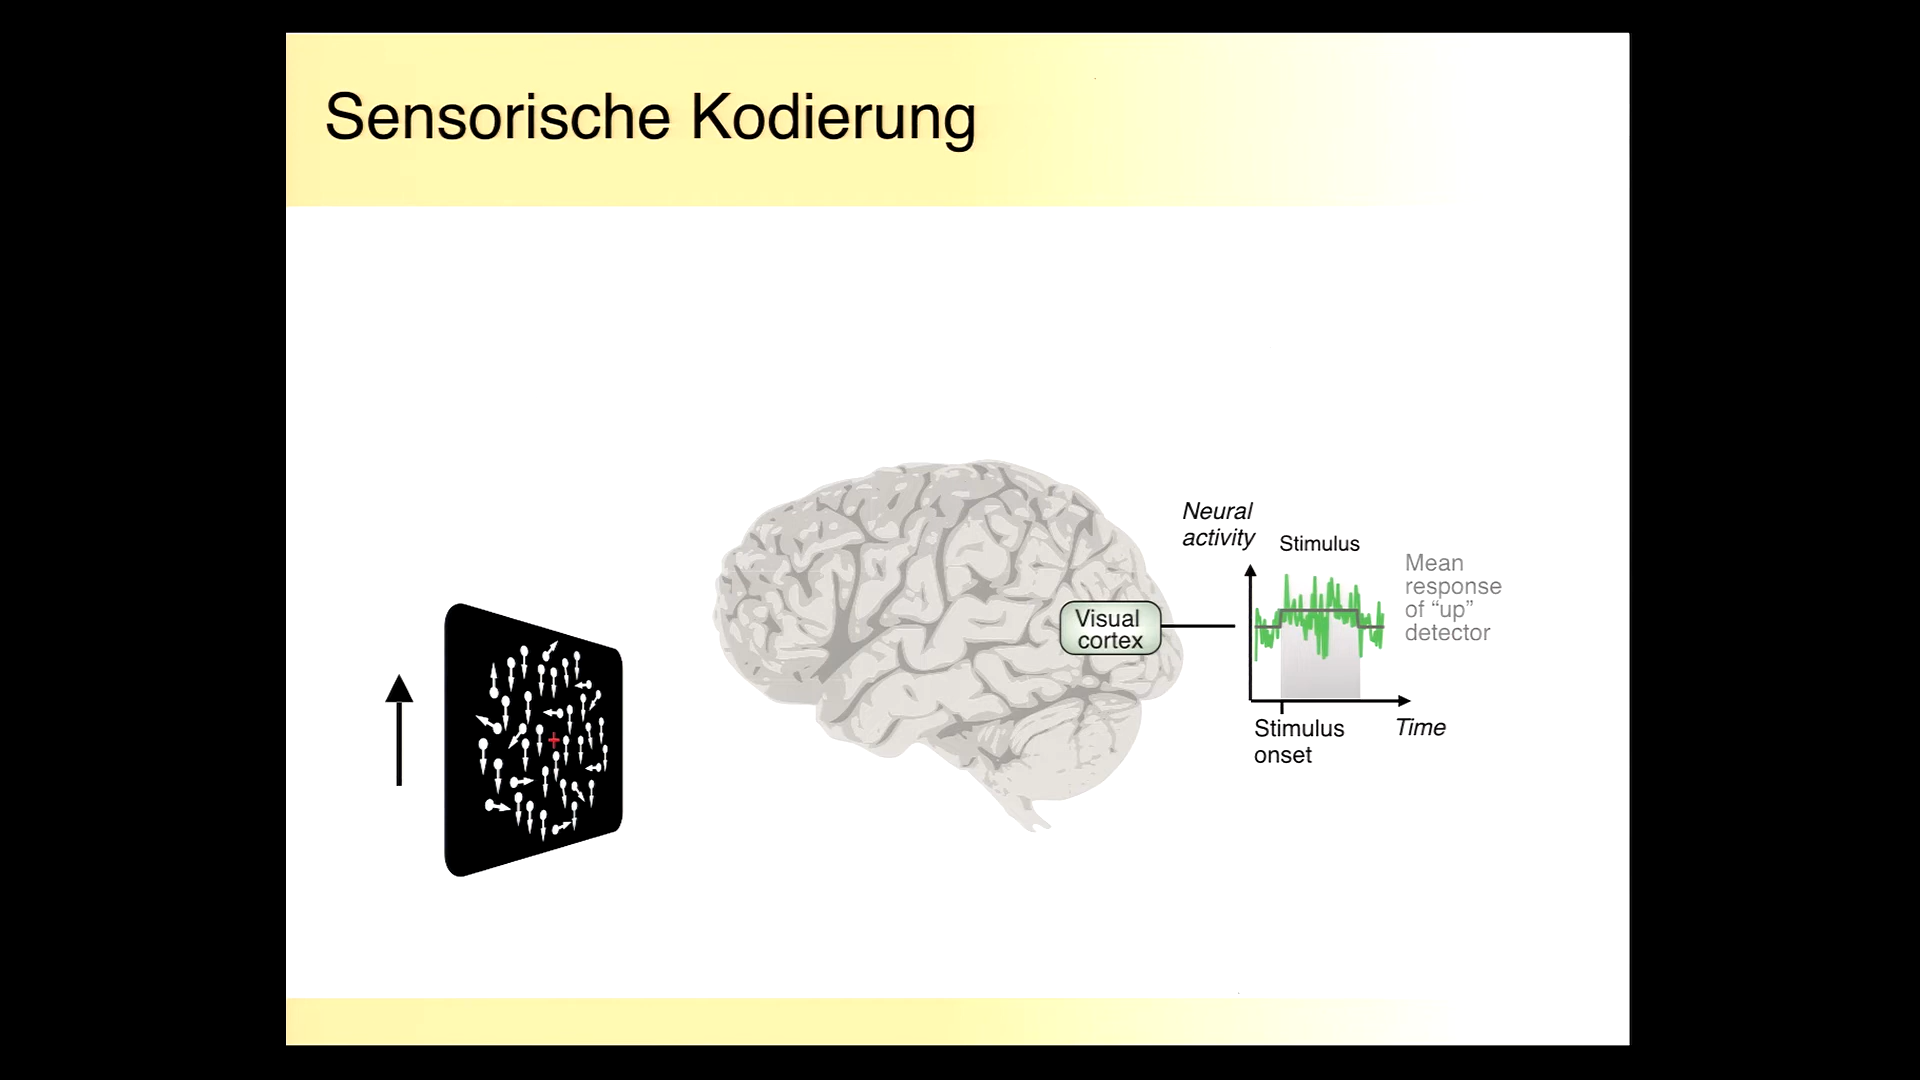 Sensorische Kodierung
Neural
activity
Stimulus
Mean
response
of “up”
detector
Visual
cortex
Stimulus
onset
Time